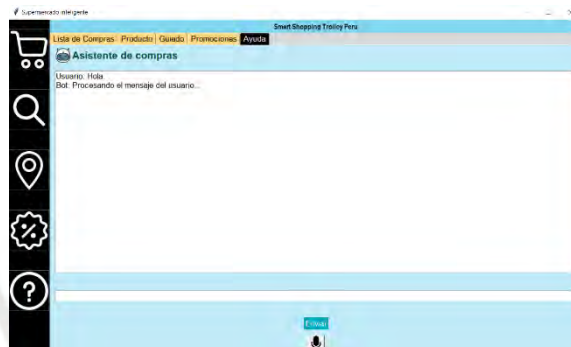 Supermercado inteligente
Smart Shopping Trolley Peru
Lista de Compras Producto Guiado Promociones Ayuda
Asistente de compras
Usuario: Hola
Bot: Procesando el mensaje del usuario...
Enviar